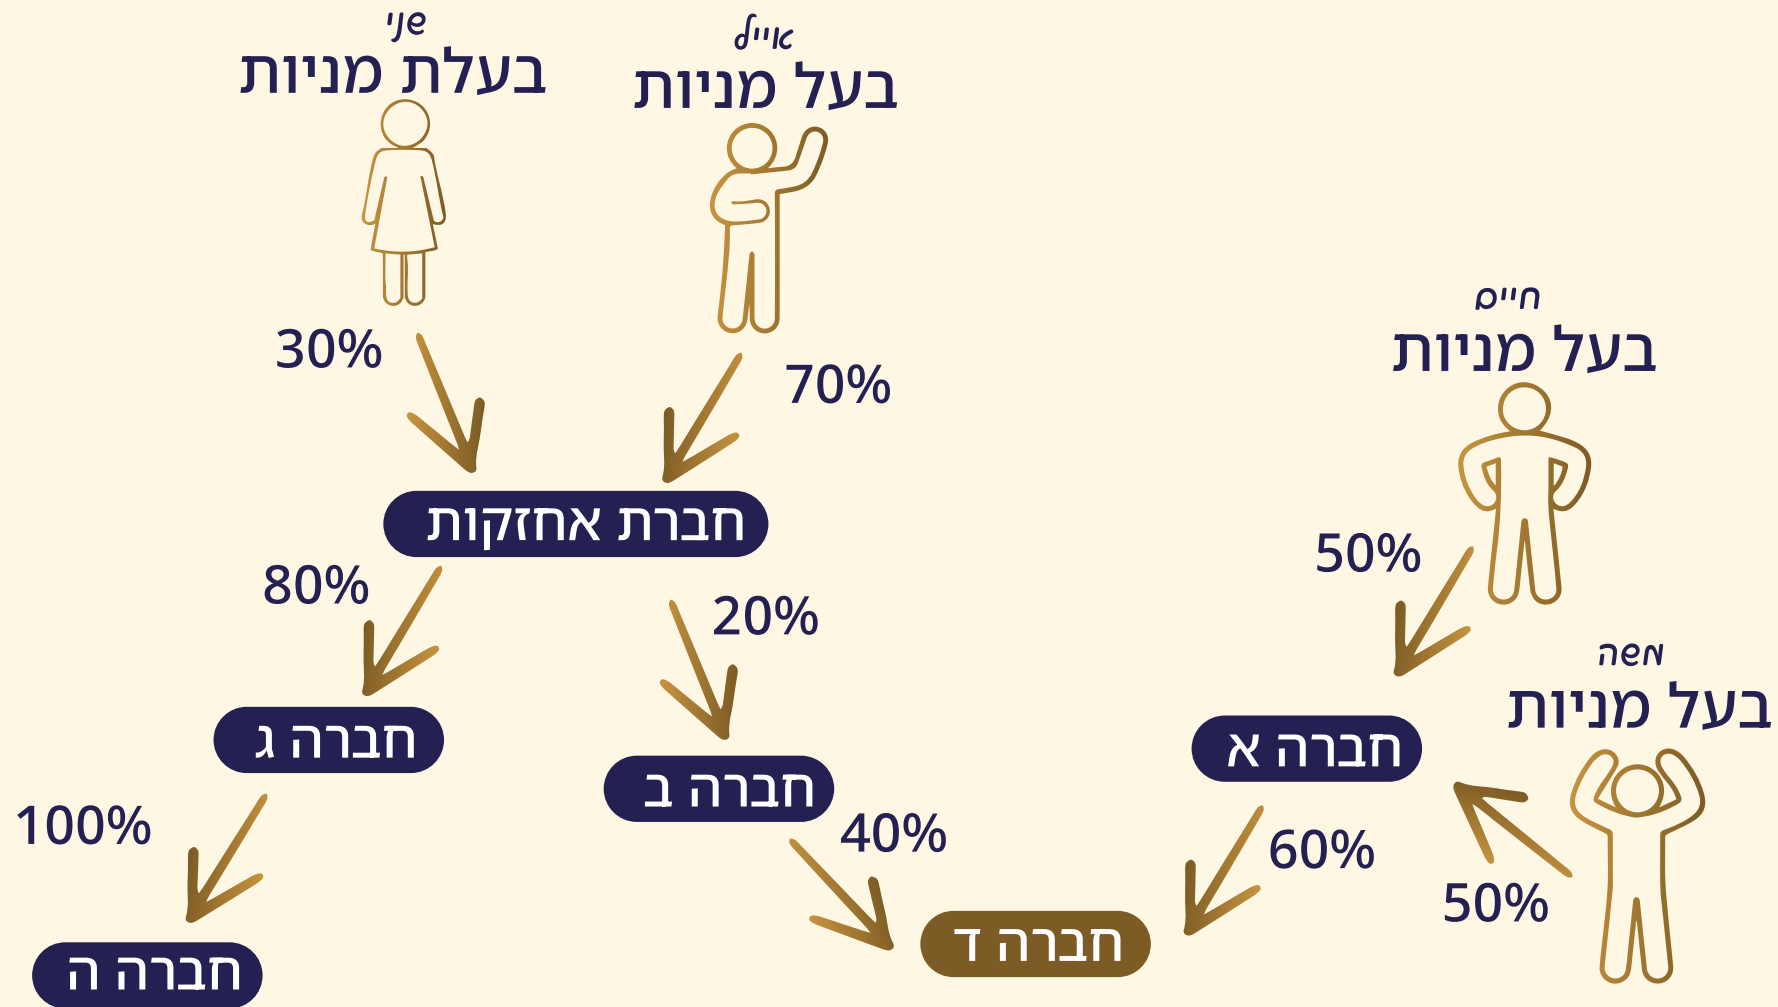 שני
בעלת מניות
אייל
בעל מניות
30%
70%
חברת אחזקות
80%
20%
חברה ג
חברה ב
100%
40%
חברה ה
חיים
בעל מניות
50%
משה
בעל מניות
חברה א
60%
50%
חברה ד